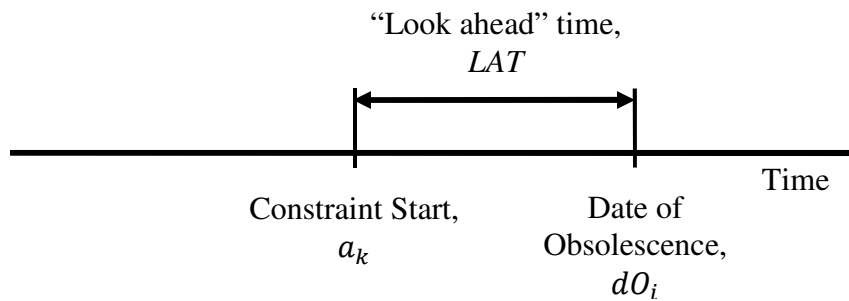 “Look ahead” time,
LAT
Time
Constraint Start,
a_k
Date of
Obsolescence,
dO_i